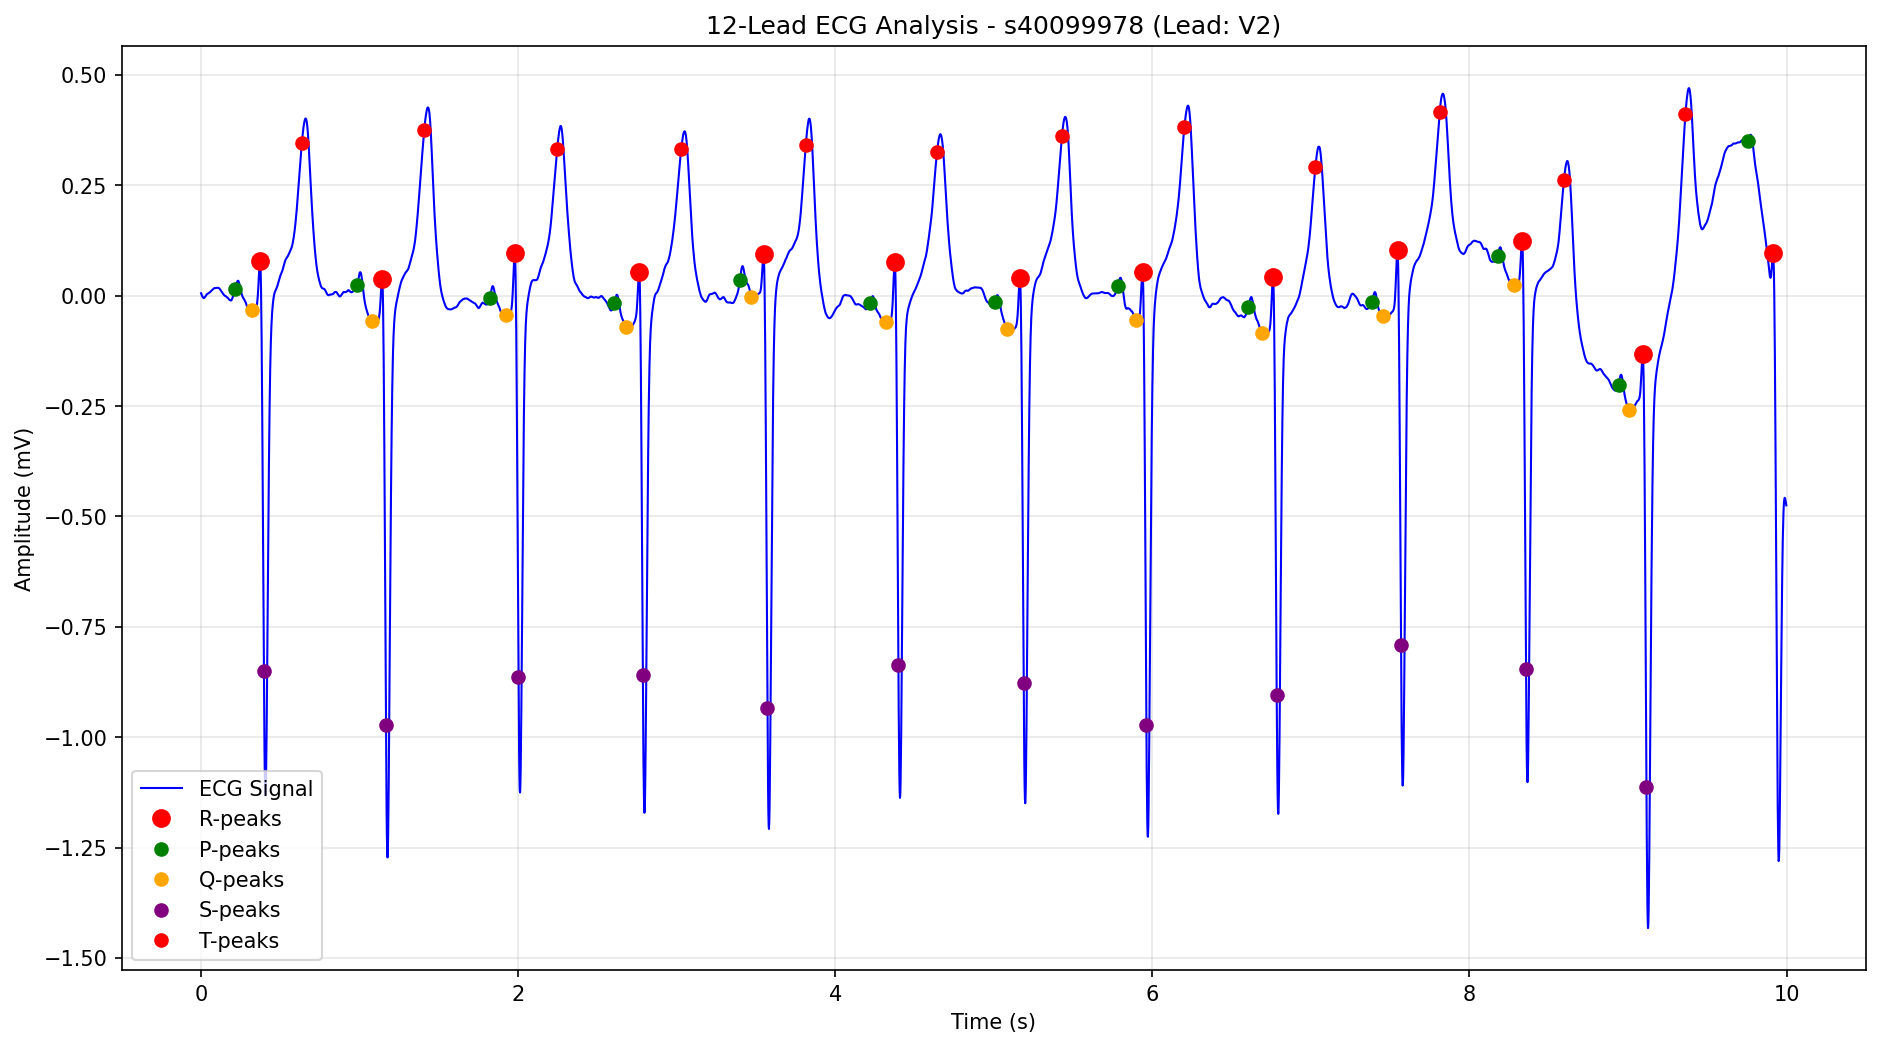 12-Lead ECG Analysis - s40099978 (Lead: V2)
Amplitude (mV)
0.50
0.25
0.00
−0.25
−0.50
−0.75
−1.00
−1.25
−1.50
ECG Signal
R-peaks
P-peaks
Q-peaks
S-peaks
T-peaks
0 2 4 6 8 10
Time (s)